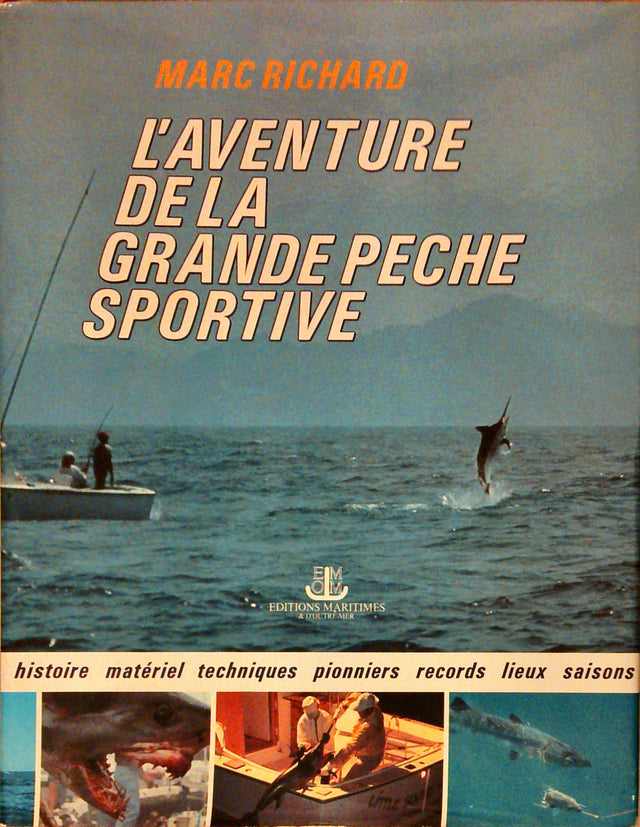 MARC RICHARD
L'AVENTURE
DE LA
GRANDE PECHE
SPORTIVE
EMOM
EDITIONS MARITIMES
& D'OUTRE-MER
histoire matériel techniques pionniers records lieux saisons